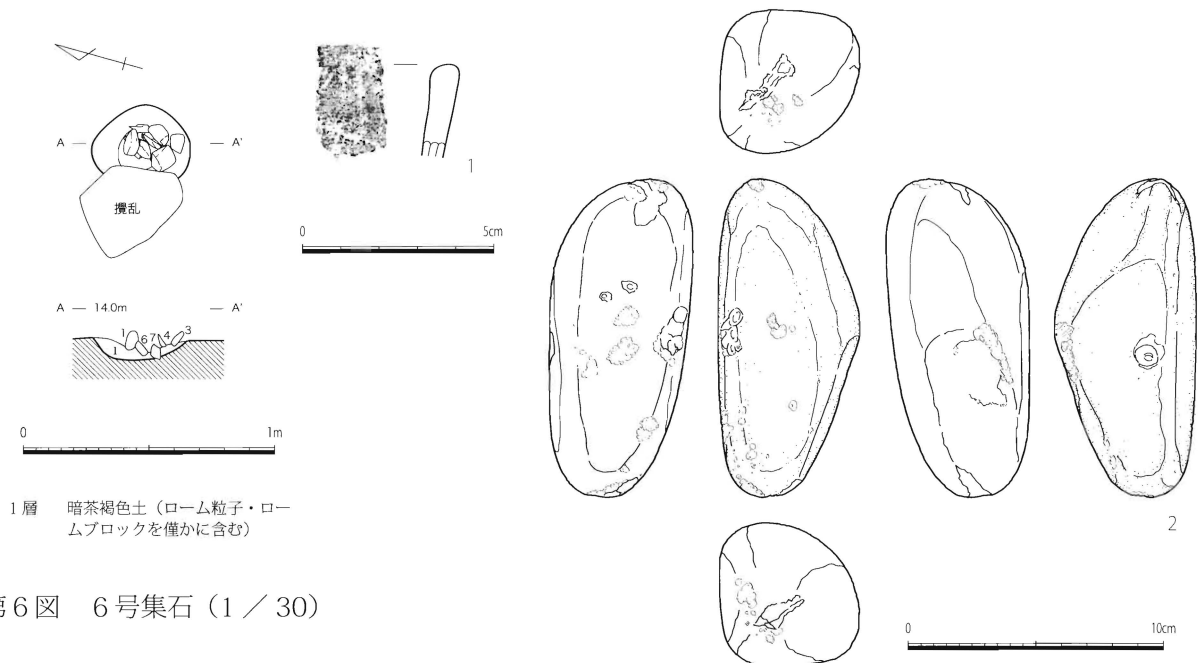 A — — A'
攪乱
A — 14.0m — A'
1 1 6 7 4 3
0 1m
1層 暗茶褐色土（ローム粒子・ロー
ムブロックを僅かに含む）
第6図 6号集石（1／30）
1
0 5cm
2
0 10cm